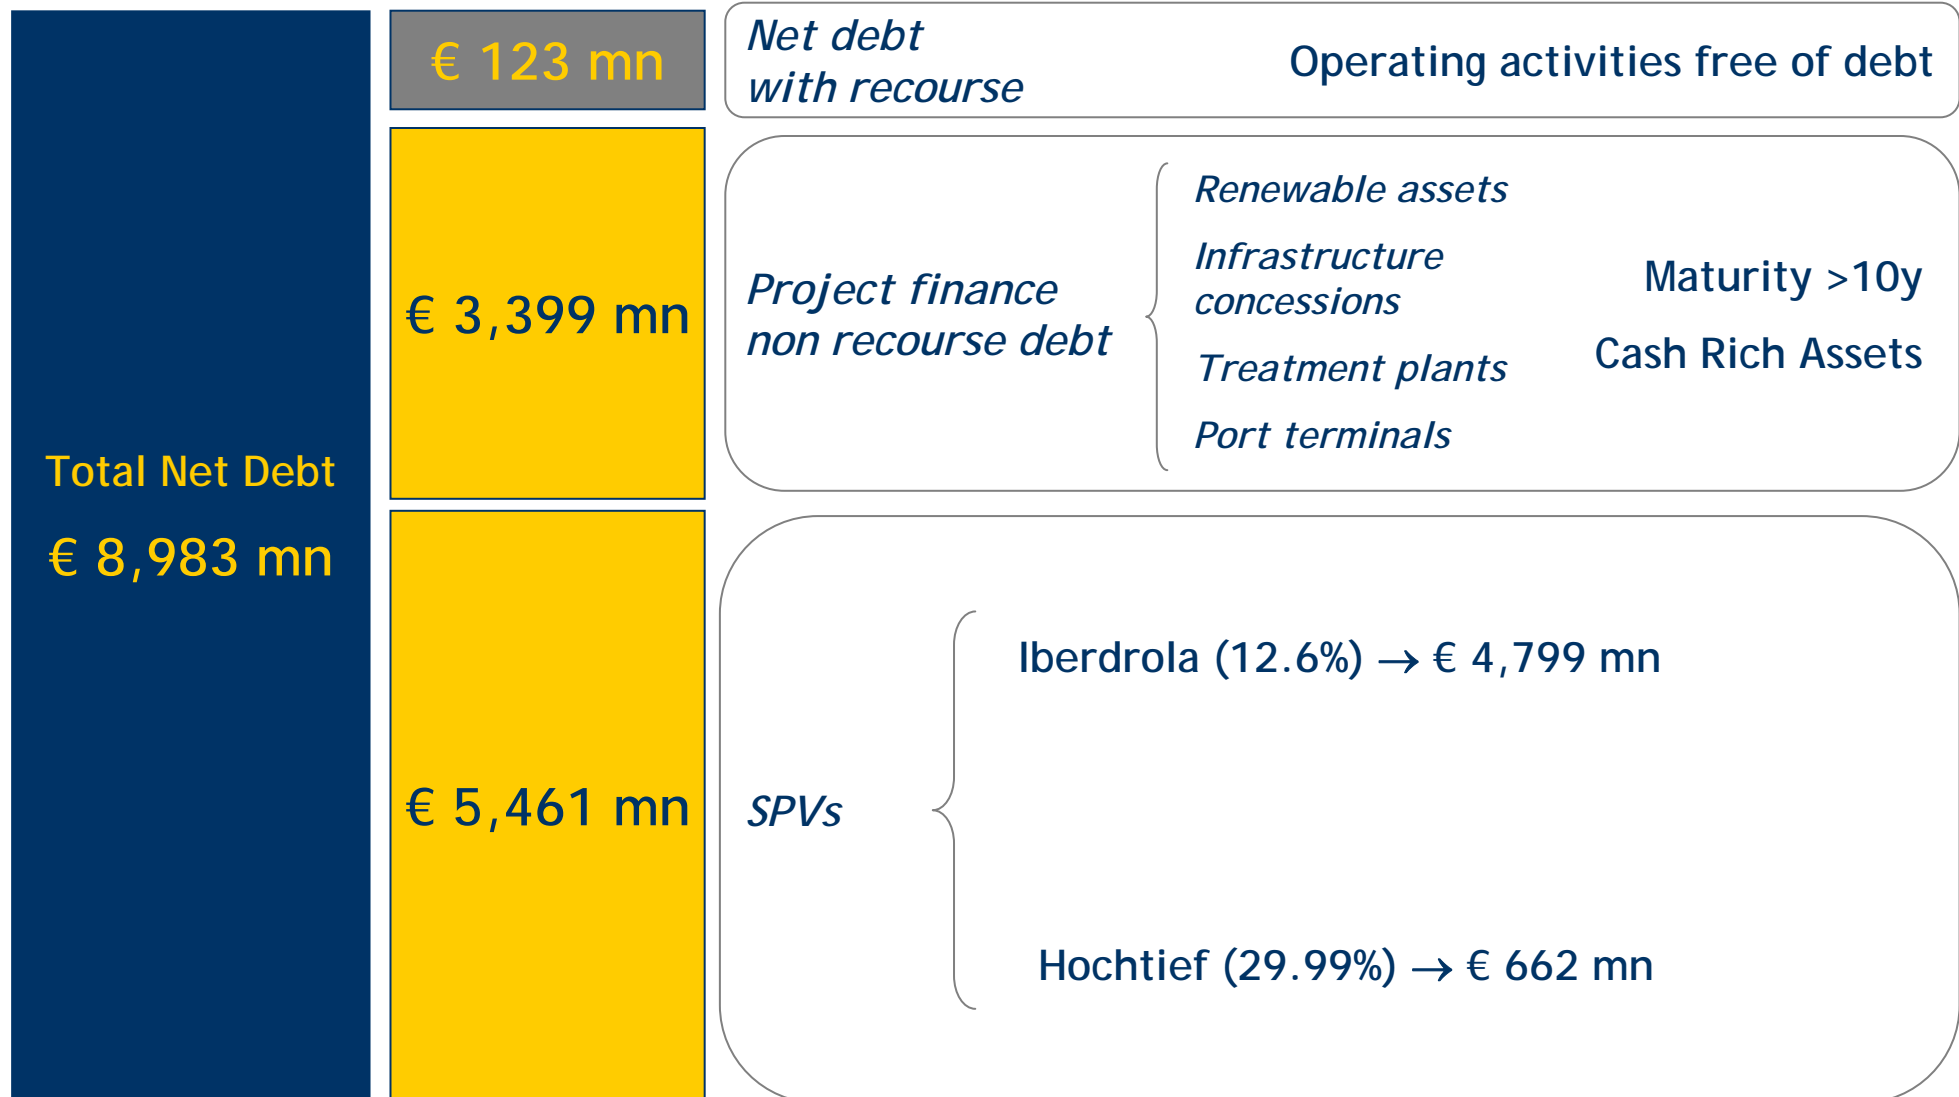 Total Net Debt
€ 8,983 mn
€ 123 mn
Net debt
with recourse
Operating activities free of debt
€ 3,399 mn
Project finance
non recourse debt
Renewable assets
Infrastructure
concessions
Treatment plants
Port terminals
Maturity >10y
Cash Rich Assets
€ 5,461 mn
SPVs
Iberdrola (12.6%) → € 4,799 mn
Hochtief (29.99%) → € 662 mn